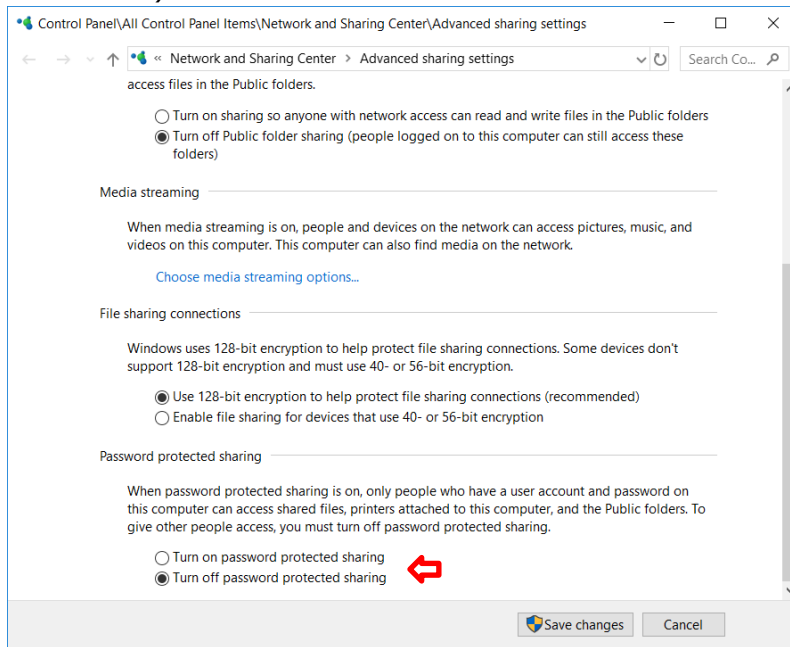 Control Panel\All Control Panel Items\Network and Sharing Center\Advanced sharing settings
« Network and Sharing Center > Advanced sharing settings
Search Co...
access files in the Public folders.
Turn on sharing so anyone with network access can read and write files in the Public folders
Turn off Public folder sharing (people logged on to this computer can still access these
folders)
Media streaming
When media streaming is on, people and devices on the network can access pictures, music, and
videos on this computer. This computer can also find media on the network.
Choose media streaming options...
File sharing connections
Windows uses 128-bit encryption to help protect file sharing connections. Some devices don't
support 128-bit encryption and must use 40- or 56-bit encryption.
Use 128-bit encryption to help protect file sharing connections (recommended)
Enable file sharing for devices that use 40- or 56-bit encryption
Password protected sharing
When password protected sharing is on, only people who have a user account and password on
this computer can access shared files, printers attached to this computer, and the Public folders. To
give other people access, you must turn off password protected sharing.
Turn on password protected sharing
Turn off password protected sharing
Save changes
Cancel